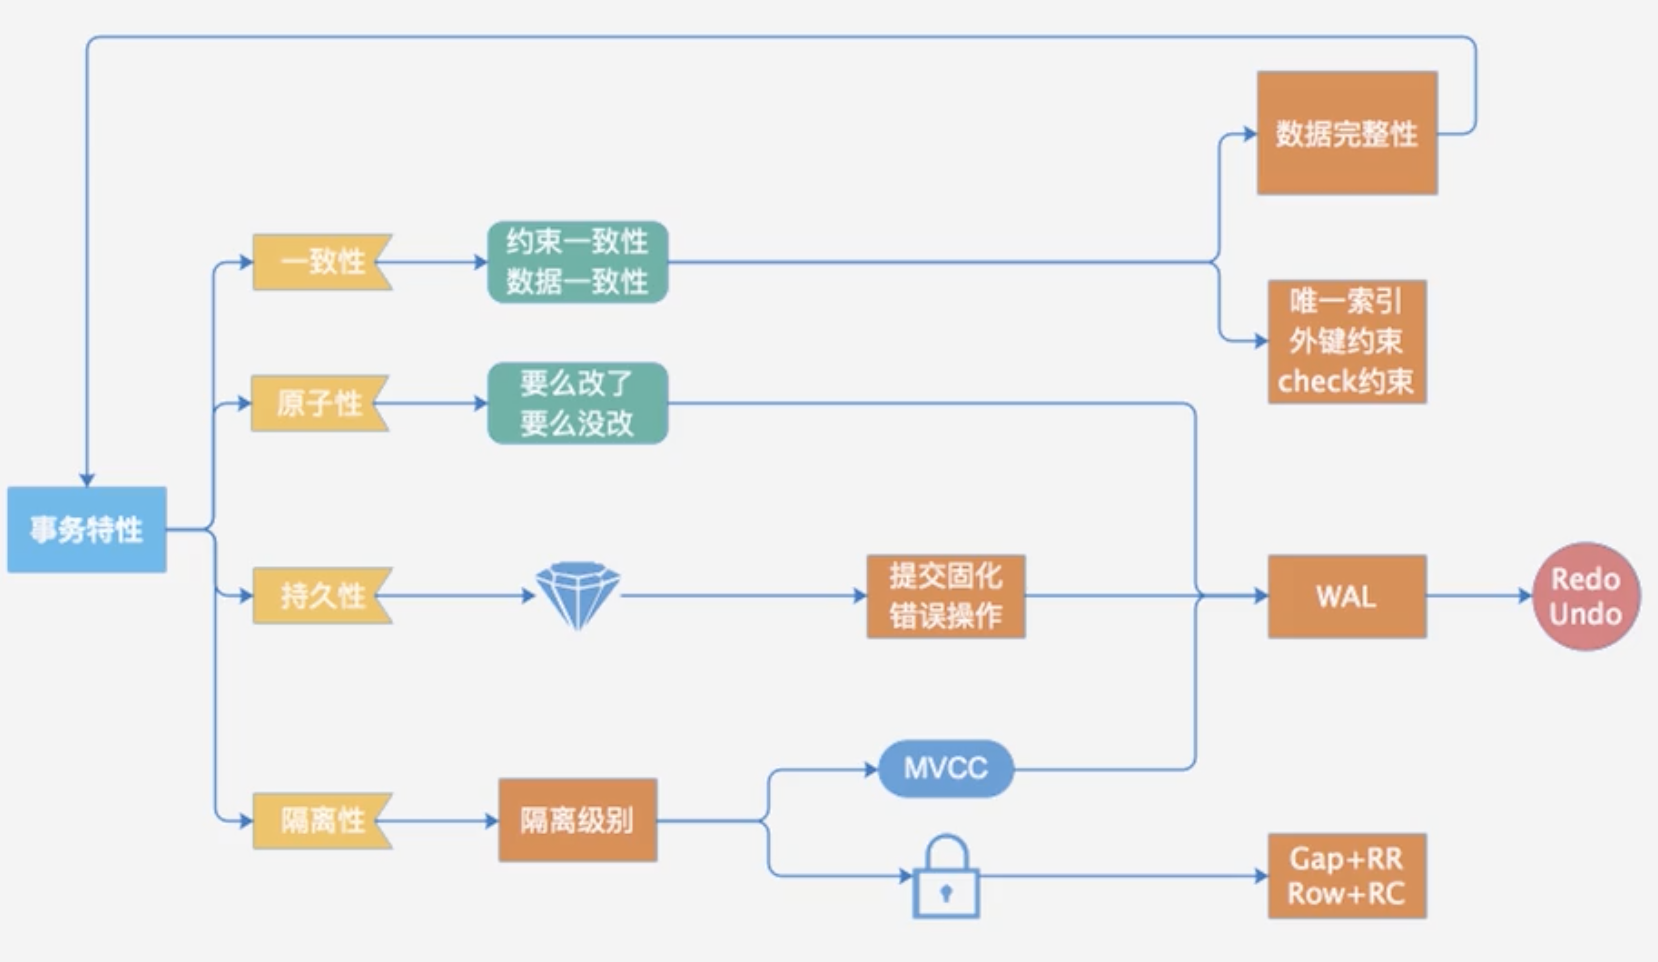 数据完整性
一致性
约束一致性
数据一致性
唯一索引
外键约束
check约束
原子性
要么改了
要么没改
事务特性
持久性
提交固化
错误操作
WAL
Redo
Undo
隔离性
隔离级别
MVCC
Gap+RR
Row+RC